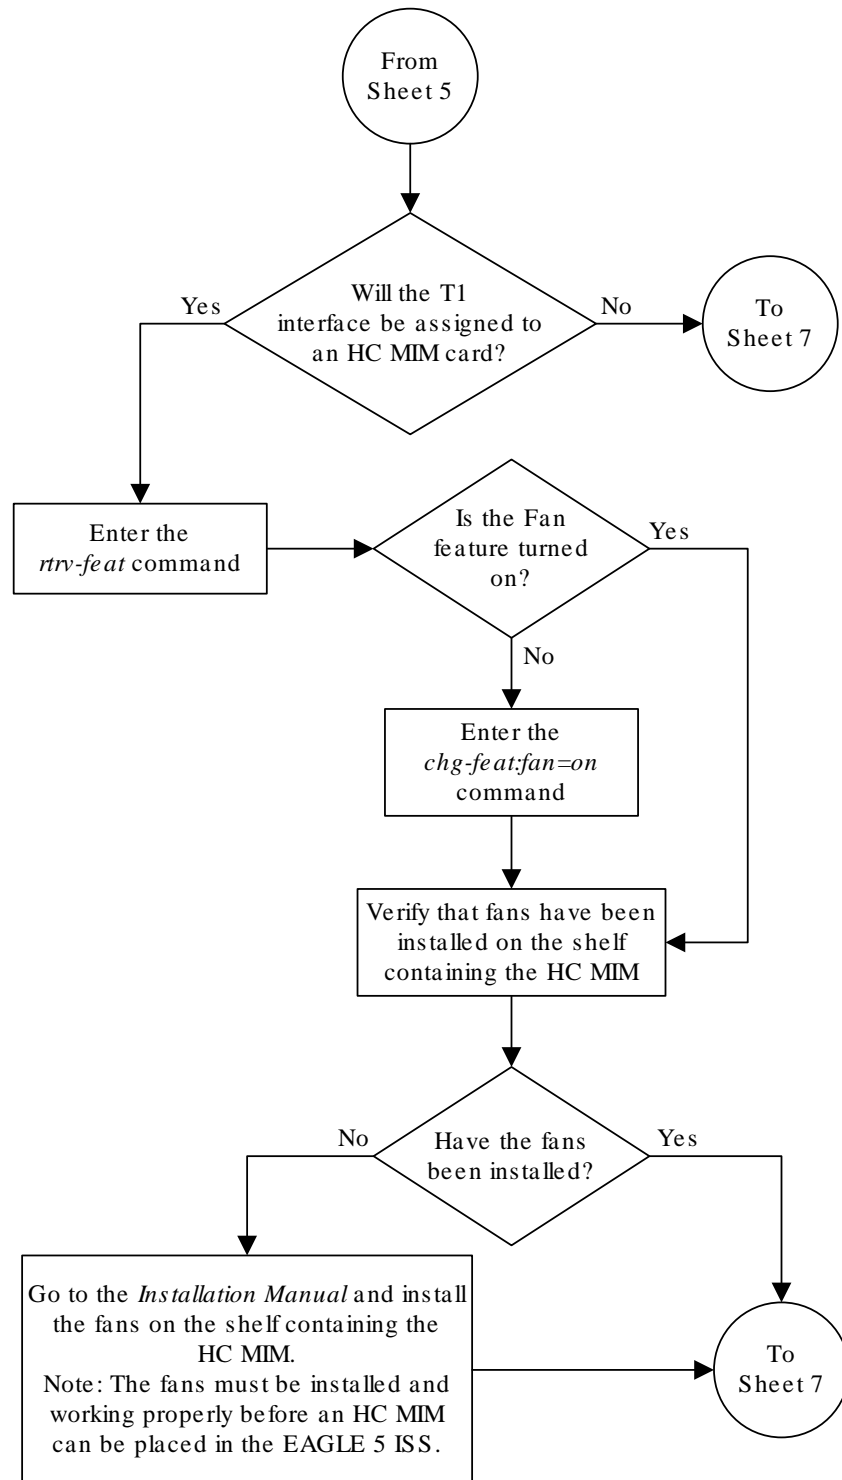 From
Sheet 5
Will the T1
interface be assigned to
an HC MIM card?
Yes
No
To
Sheet 7
Enter the
rtrv-feat command
Is the Fan
feature turned
on?
Yes
No
Enter the
chg-feat:fan=on
command
Verify that fans have been
installed on the shelf
containing the HC MIM
Have the fans
been installed?
No
Yes
Go to the Installation Manual and install
the fans on the shelf containing the
HC MIM.
Note: The fans must be installed and
working properly before an HC MIM
can be placed in the EAGLE 5 ISS.
To
Sheet 7